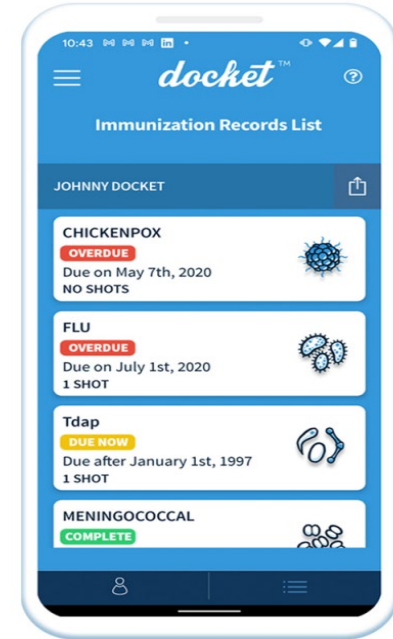 10:43
docket™
Immunization Records List
JOHNNY DOCKET
CHICKENPOX
OVERDUE
Due on May 7th, 2020
NO SHOTS
FLU
OVERDUE
Due on July 1st, 2020
1 SHOT
Tdap
DUE NOW
Due after January 1st, 1997
1 SHOT
MENINGOCOCCAL
COMPLETE